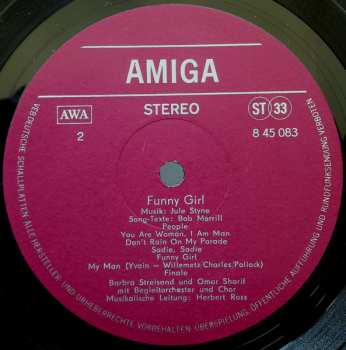 AMIGA
AWA
STEREO
ST 33
2
8 45 083
Funny Girl
Musik: Jule Styne
Song-Texte: Bob Merrill
People
You Are Woman, I Am Man
Don't Rain On My Parade
Sadie, Sadie
Funny Girl
My Man (Yvain - Willemetz/Charles/Pollack)
Finale
Barbra Streisand und Omar Sharif
mit Begleitorchester und Chor
Musikalische Leitung: Herbert Ross
VEB DEUTSCHE SCHALLPLATTEN ALLE HERSTELLER- UND URHEBERRECHTE VORBEHALTEN. ÜBERSPIELUNG, ÖFFENTLICHE AUFFÜHRUNG UND RUNDFUNKSENDUNG VERBOTEN